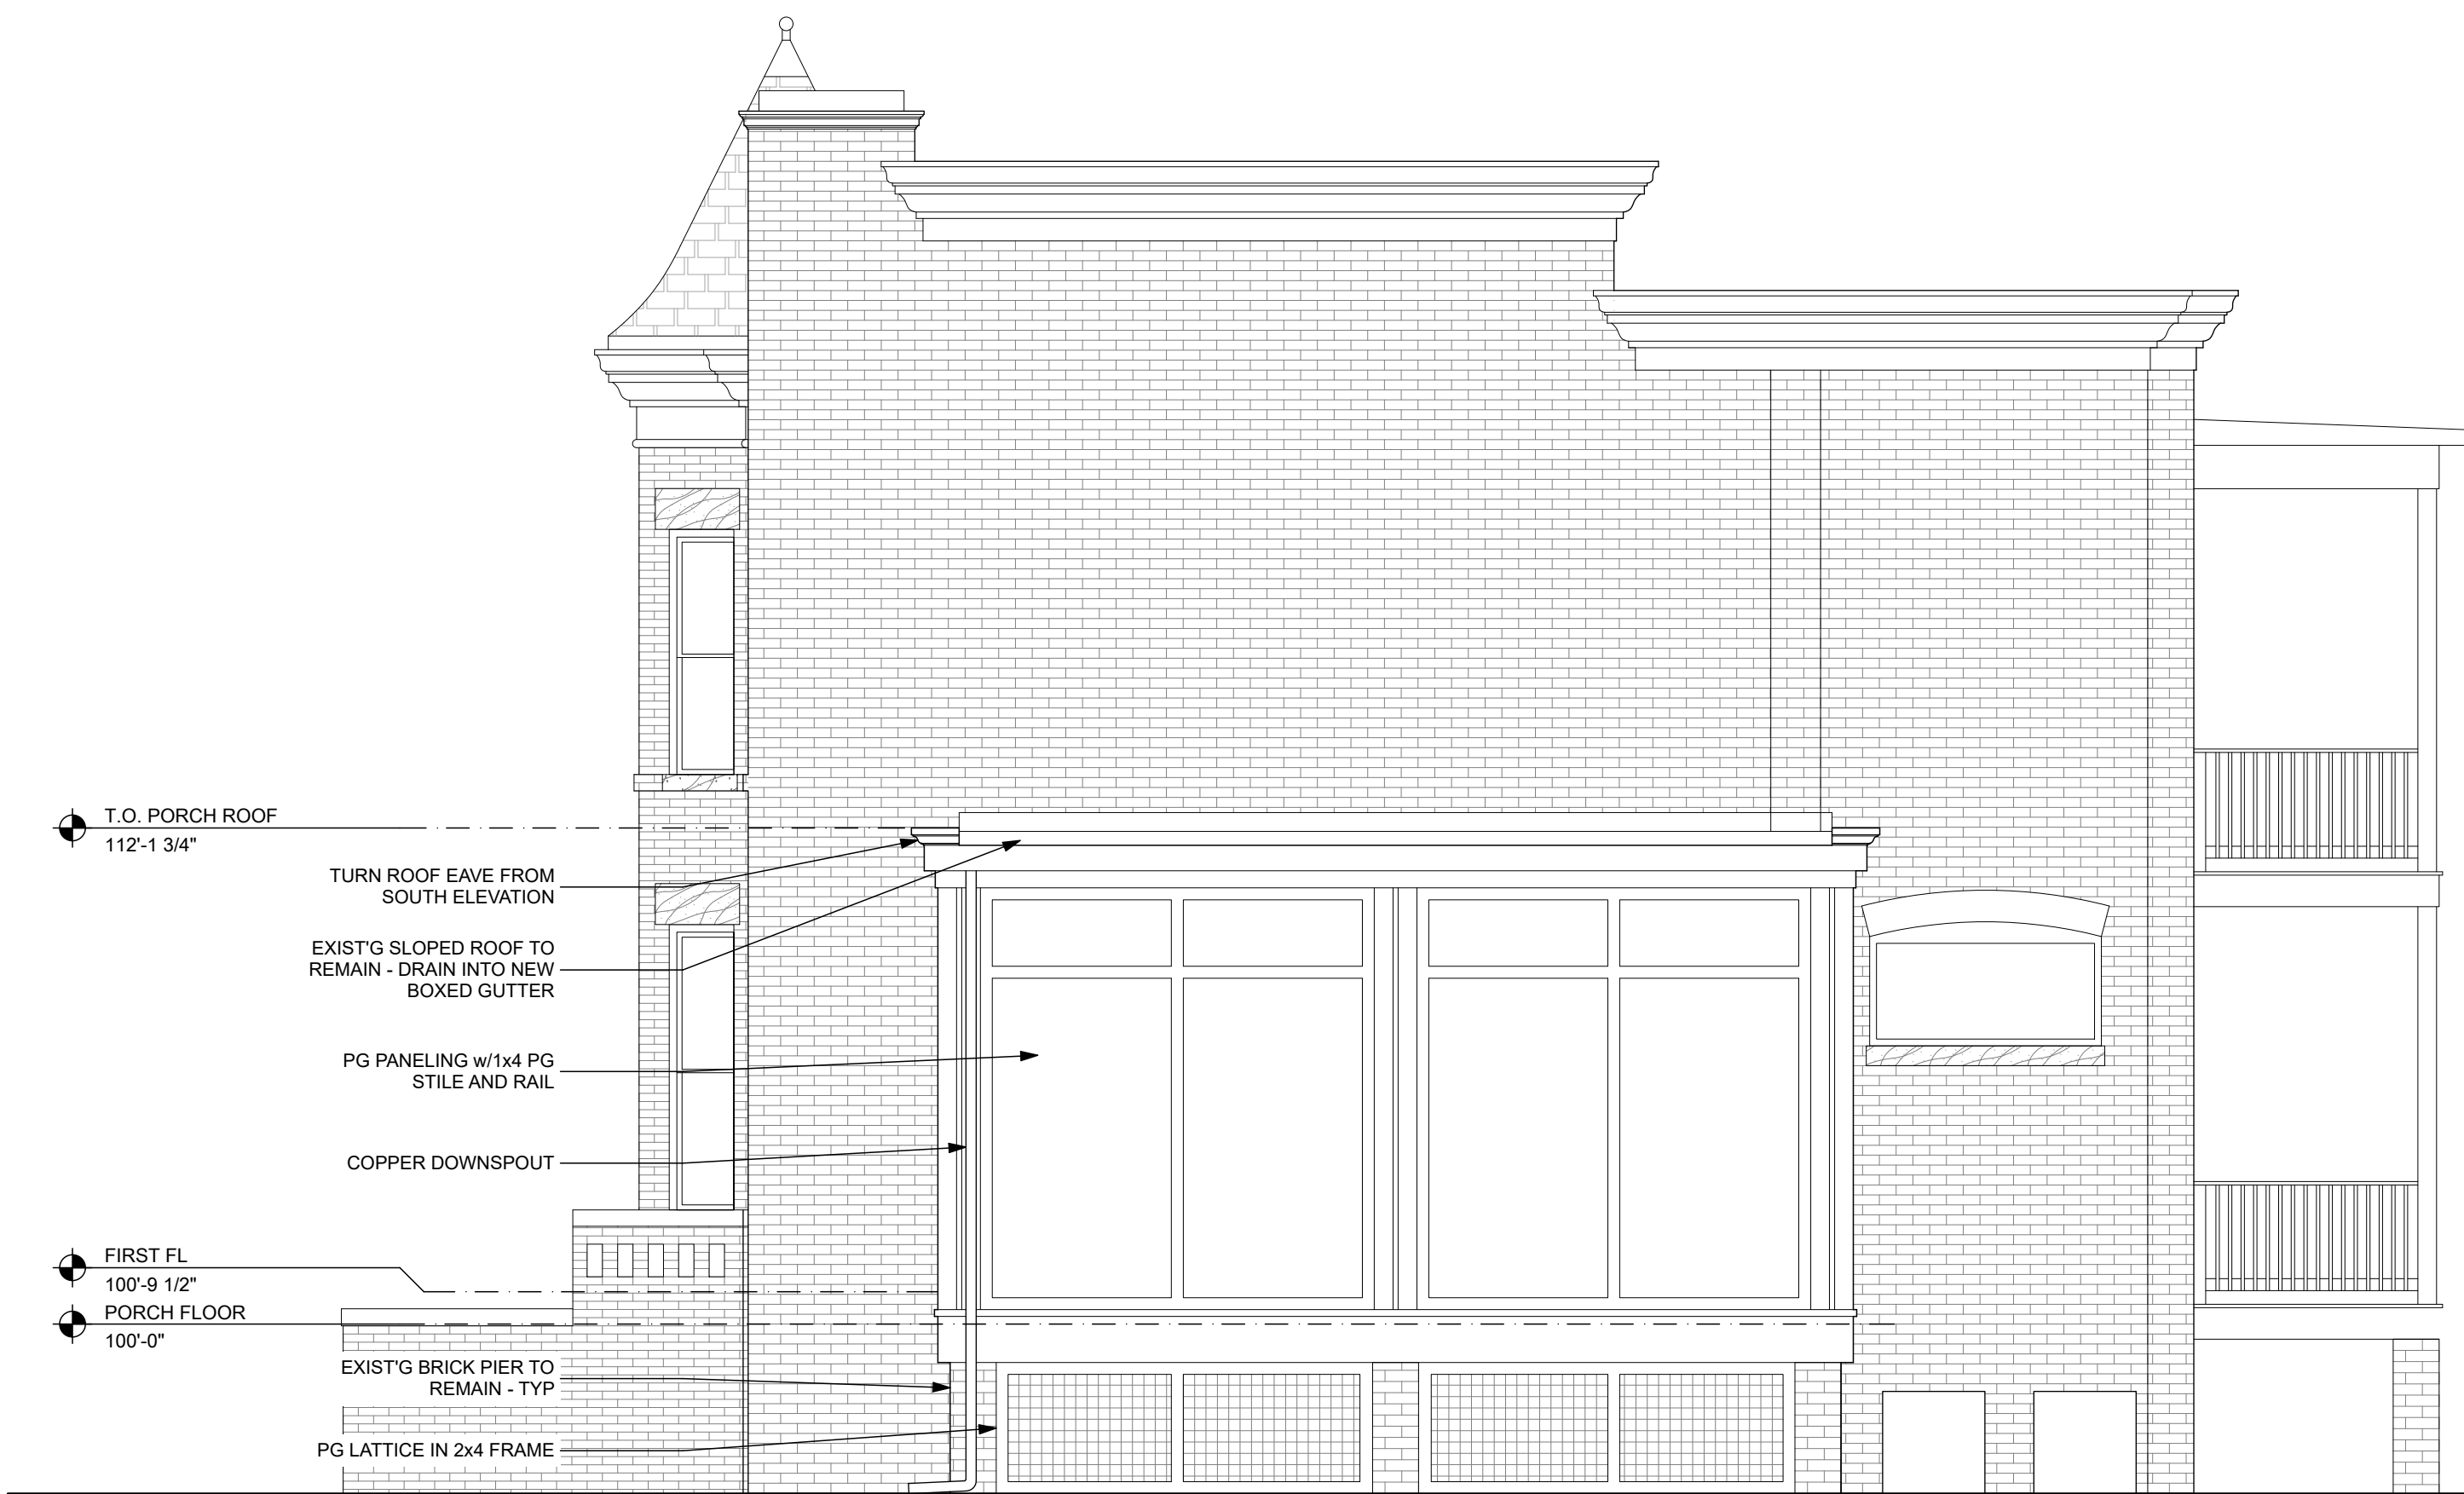 T.O. PORCH ROOF
112'-1 3/4"
TURN ROOF EAVE FROM
SOUTH ELEVATION
EXIST'G SLOPED ROOF TO
REMAIN - DRAIN INTO NEW
BOXED GUTTER
PG PANELING w/1x4 PG
STILE AND RAIL
COPPER DOWNSPOUT
FIRST FL
100'-9 1/2"
PORCH FLOOR
100'-0"
EXIST'G BRICK PIER TO
REMAIN - TYP
PG LATTICE IN 2x4 FRAME